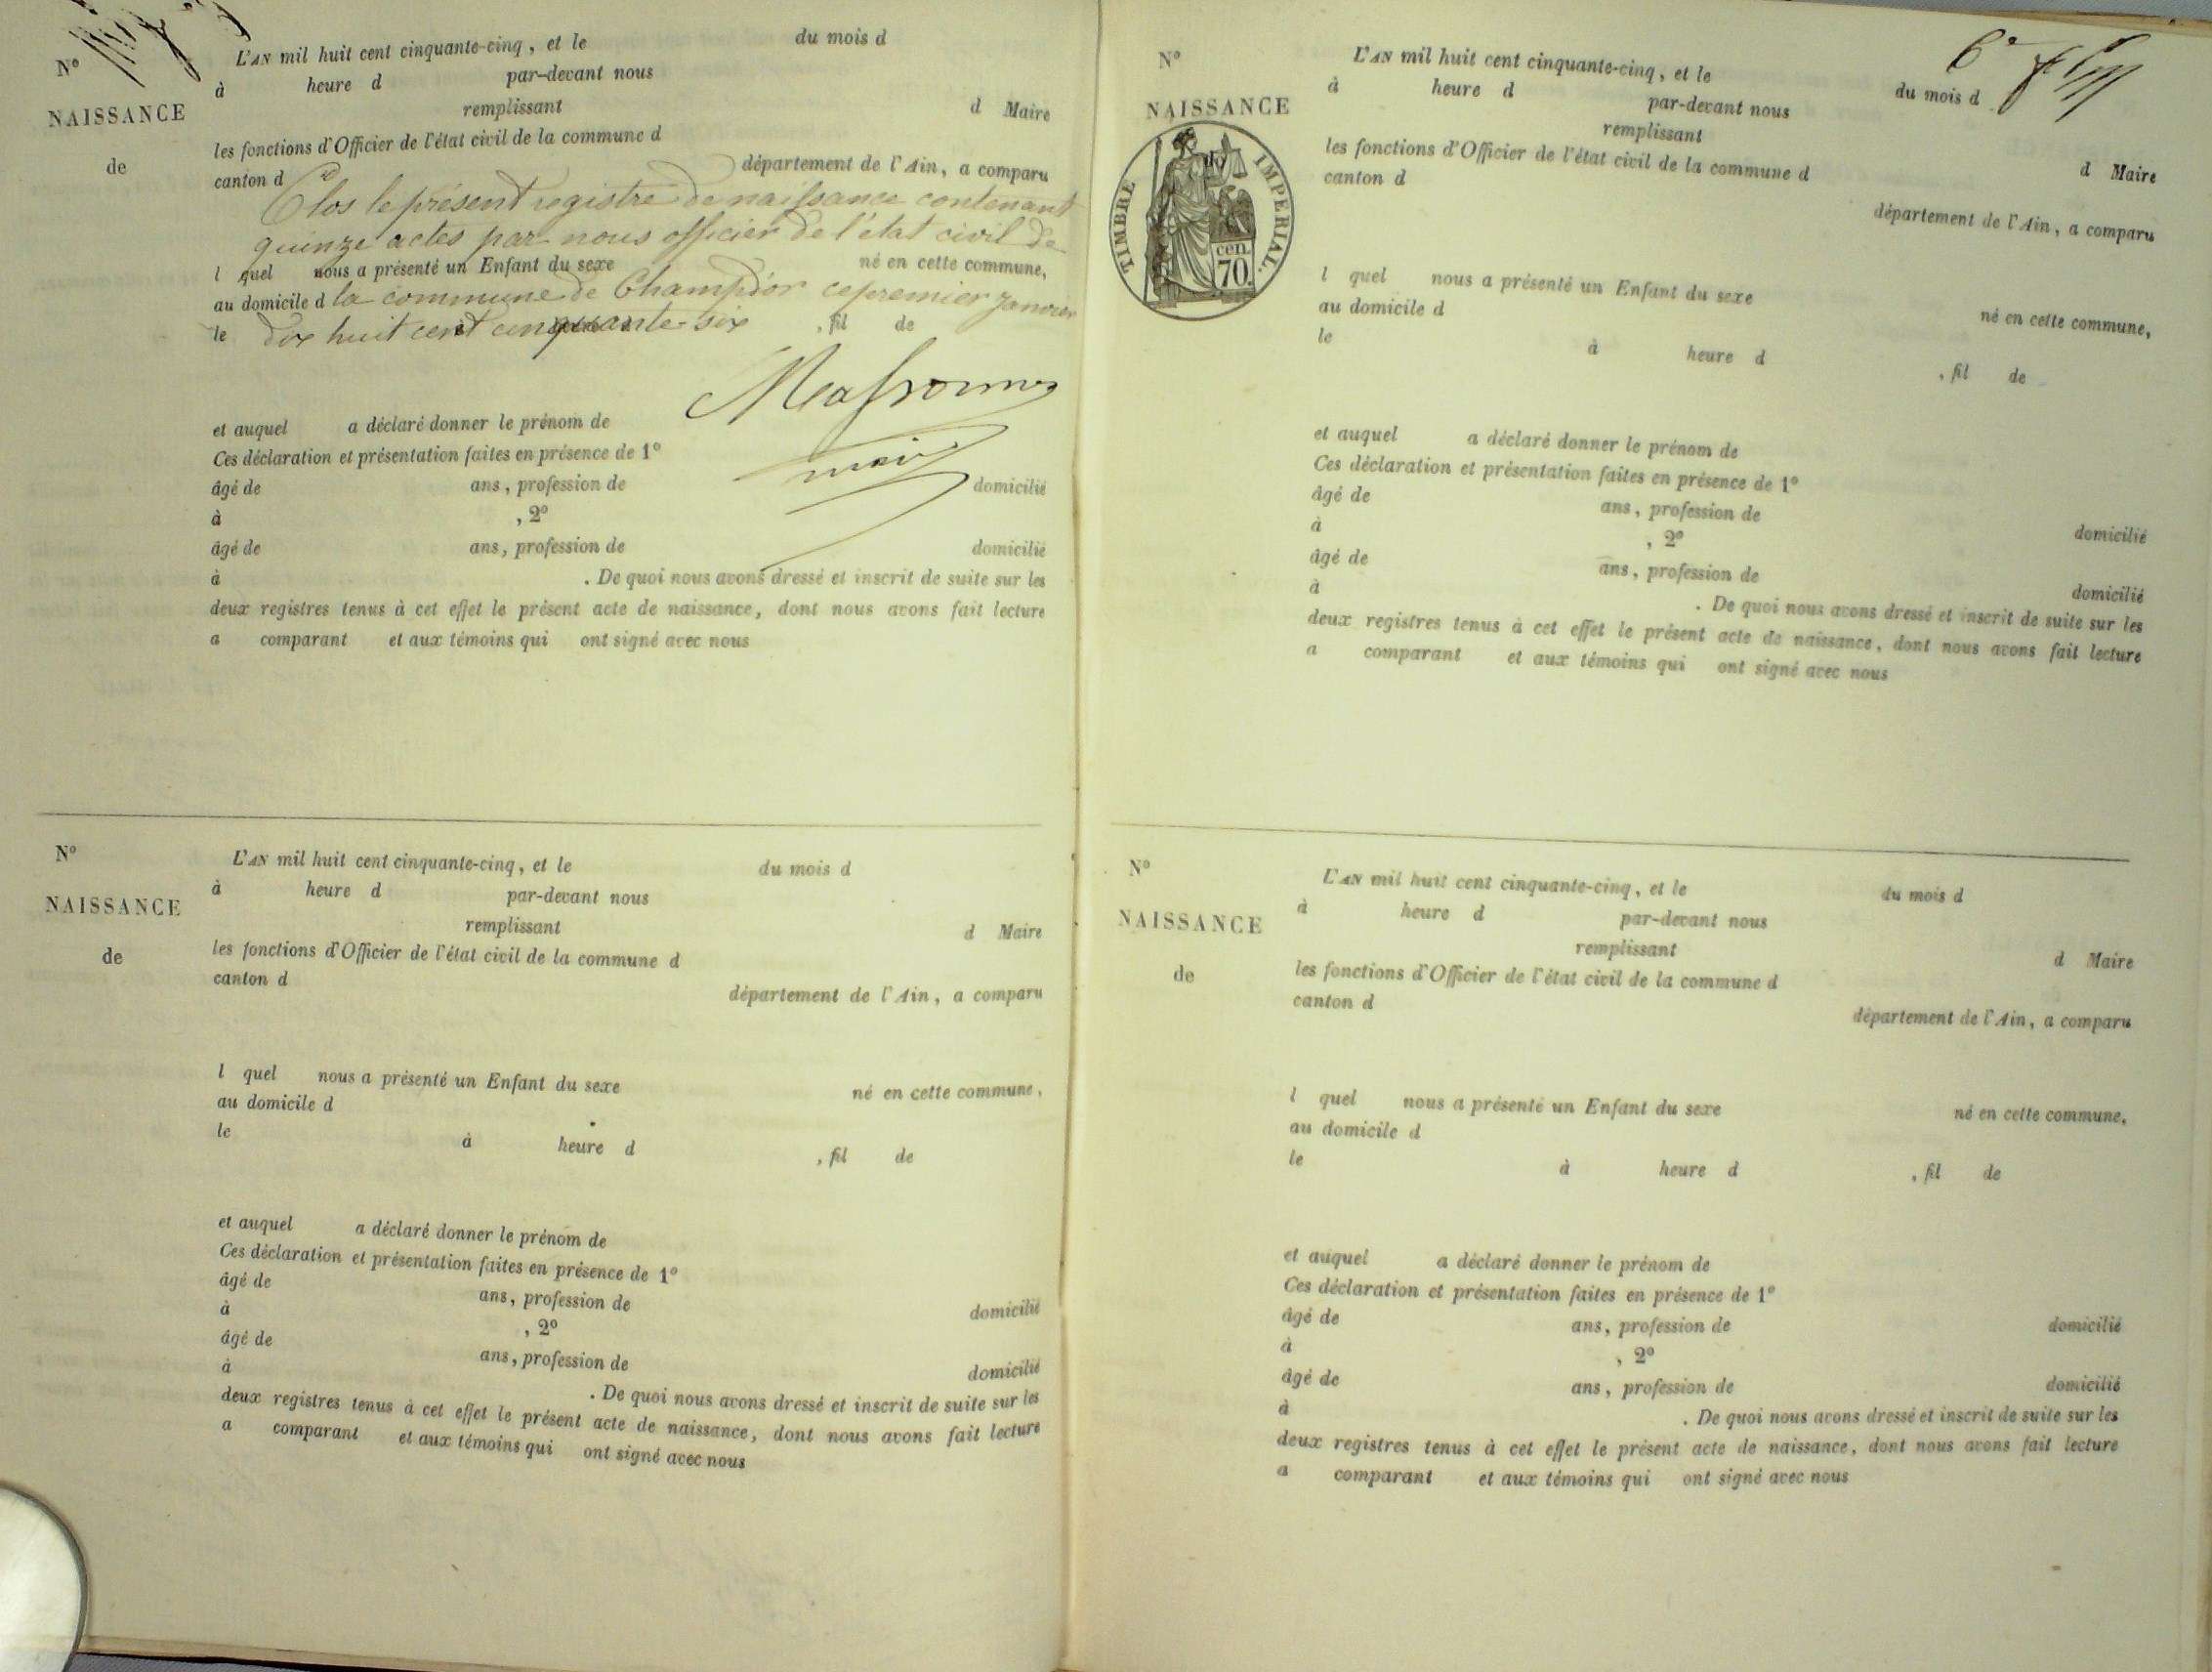 N°
NAISSANCE
de
L'AN mil huit cent cinquante-cinq, et le du mois d
à heure d par-devant nous
remplissant d Maire
les fonctions d'Officier de l'état civil de la commune d
canton d département de l'Ain, a comparu
Clos le présent registre de naissance contenant
quinze actes par nous officier de l'état civil de
l quel nous a présenté un Enfant du sexe né en cette commune,
au domicile d la commune de Champdor ce premier Janvier
le dix huit cent cinquante-six , fil de
maire
et auquel a déclaré donner le prénom de
Ces déclaration et présentation faites en présence de 1°
âgé de ans, profession de domicilié
à , 2°
âgé de ans, profession de domicilié
à . De quoi nous avons dressé et inscrit de suite sur les
deux registres tenus à cet effet le présent acte de naissance, dont nous avons fait lecture
a comparant et aux témoins qui ont signé avec nous
N°
NAISSANCE
de
L'AN mil huit cent cinquante-cinq, et le du mois d
à heure d par-devant nous
remplissant d Maire
les fonctions d'Officier de l'état civil de la commune d
canton d
département de l'Ain, a comparu
l quel nous a présenté un Enfant du sexe né en cette commune,
au domicile d
le à heure d , fil de
et auquel a déclaré donner le prénom de
Ces déclaration et présentation faites en présence de 1°
âgé de ans, profession de domicilié
à , 2°
âgé de ans, profession de domicilié
à . De quoi nous avons dressé et inscrit de suite sur les
deux registres tenus à cet effet le présent acte de naissance, dont nous avons fait lecture
a comparant et aux témoins qui ont signé avec nous
6e
N°
NAISSANCE
TIMBRE IMPERIAL.
cen.
70.
L'AN mil huit cent cinquante-cinq, et le du mois d
à heure d par-devant nous
remplissant d Maire
les fonctions d'Officier de l'état civil de la commune d
canton d
département de l'Ain, a comparu
l quel nous a présenté un Enfant du sexe né en cette commune,
au domicile d
le à heure d , fil de
et auquel a déclaré donner le prénom de
Ces déclaration et présentation faites en présence de 1°
âgé de ans, profession de domicilié
à , 2°
âgé de ans, profession de domicilié
à . De quoi nous avons dressé et inscrit de suite sur les
deux registres tenus à cet effet le présent acte de naissance, dont nous avons fait lecture
a comparant et aux témoins qui ont signé avec nous
N°
NAISSANCE
de
L'AN mil huit cent cinquante-cinq, et le du mois d
à heure d par-devant nous
remplissant d Maire
les fonctions d'Officier de l'état civil de la commune d
canton d
département de l'Ain, a comparu
l quel nous a présenté un Enfant du sexe né en cette commune,
au domicile d
le à heure d , fil de
et auquel a déclaré donner le prénom de
Ces déclaration et présentation faites en présence de 1°
âgé de ans, profession de domicilié
à , 2°
âgé de ans, profession de domicilié
à . De quoi nous avons dressé et inscrit de suite sur les
deux registres tenus à cet effet le présent acte de naissance, dont nous avons fait lecture
a comparant et aux témoins qui ont signé avec nous